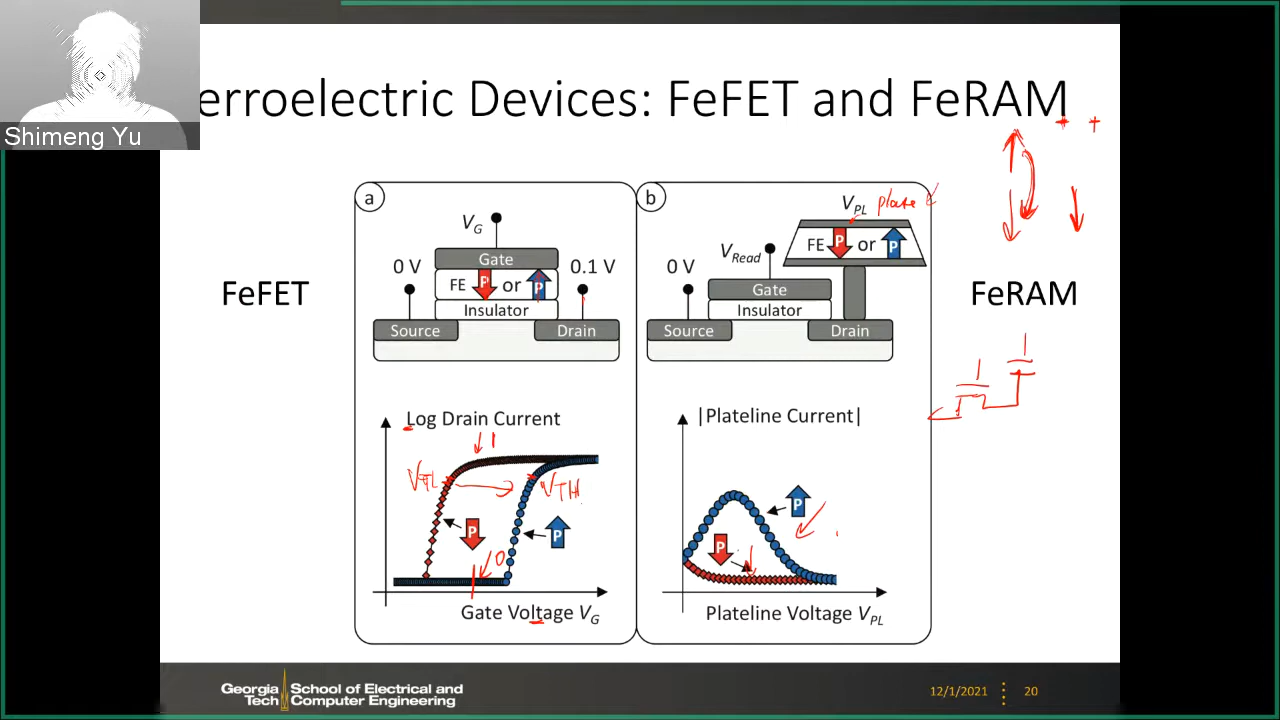 Shimeng Yu
erroelectric Devices: FeFET and FeRAM
+ +
a
V_G
Gate
0 V
0.1 V
FE P or P
Insulator
Source
Drain
b
V_PL plate
FE P or P
V_Read
0 V
Gate
Insulator
Source
Drain
FeFET
FeRAM
Log Drain Current
1
V_TL
V_TH
P
P
0
Gate Voltage V_G
|Plateline Current|
P
P
Plateline Voltage V_PL
Georgia Tech
School of Electrical and
Computer Engineering
12/1/2021
20